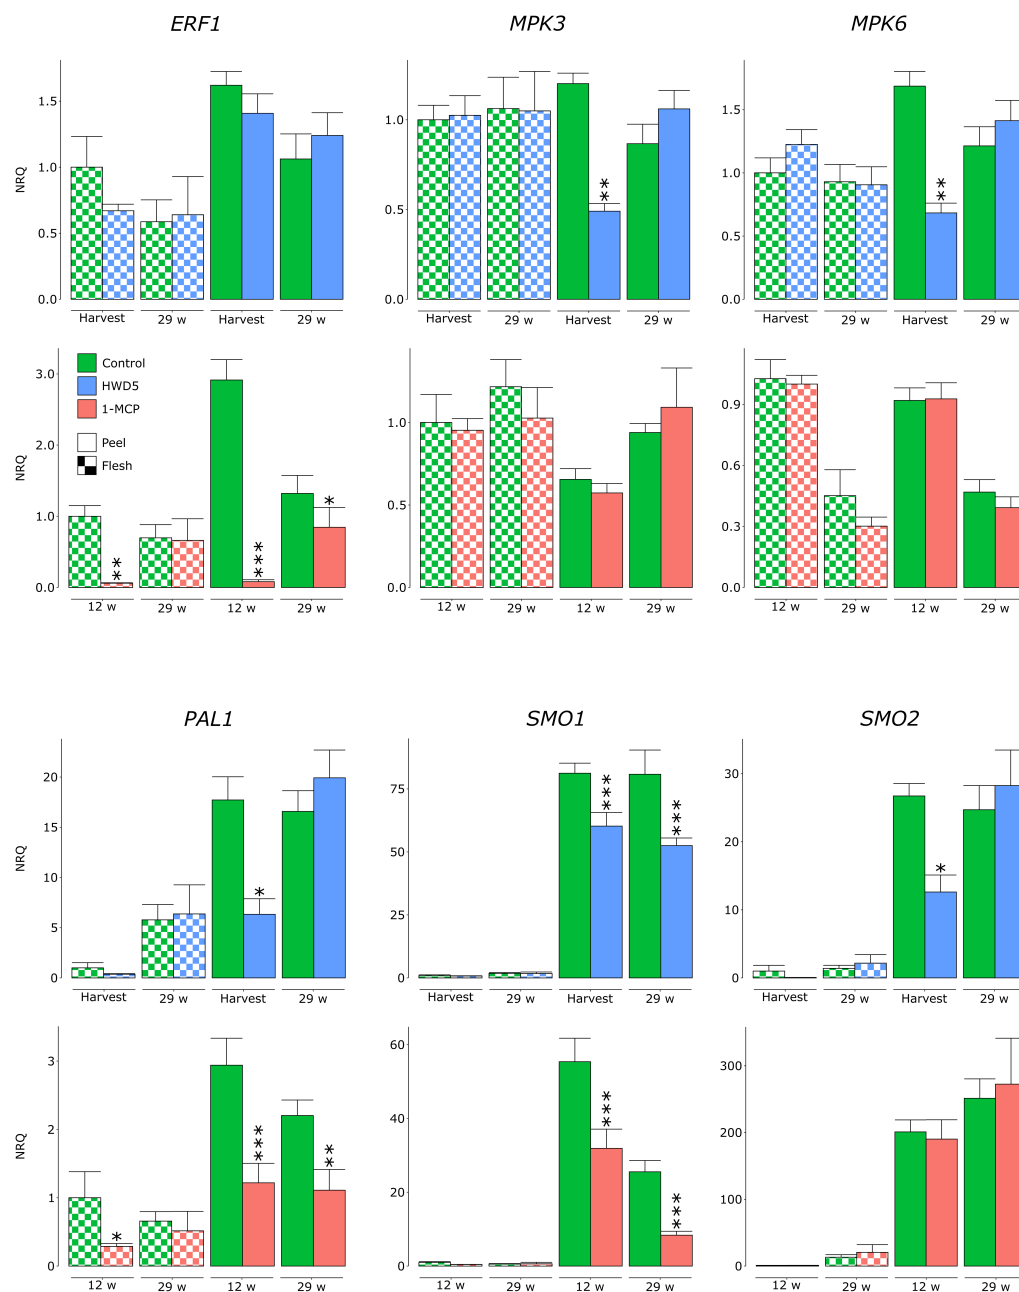 ERF1 MPK3 MPK6
NRQ
1.5
1.0
0.5
0.0
Harvest 29 w Harvest 29 w
1.0
0.5
0.0
Harvest 29 w Harvest 29 w
1.5
1.0
0.5
0.0
Harvest 29 w Harvest 29 w
**
**
NRQ
3.0
2.0
1.0
0.0
Control
HWD5
1-MCP
Peel
Flesh
**
***
*
12 w 29 w 12 w 29 w
1.0
0.5
0.0
12 w 29 w 12 w 29 w
0.9
0.6
0.3
0.0
12 w 29 w 12 w 29 w
PAL1 SMO1 SMO2
NRQ
20
15
10
5
0
*
Harvest 29 w Harvest 29 w
75
50
25
0
***
***
Harvest 29 w Harvest 29 w
30
20
10
0
*
Harvest 29 w Harvest 29 w
NRQ
3
2
1
0
*
***
**
12 w 29 w 12 w 29 w
60
40
20
0
***
***
12 w 29 w 12 w 29 w
300
200
100
0
12 w 29 w 12 w 29 w